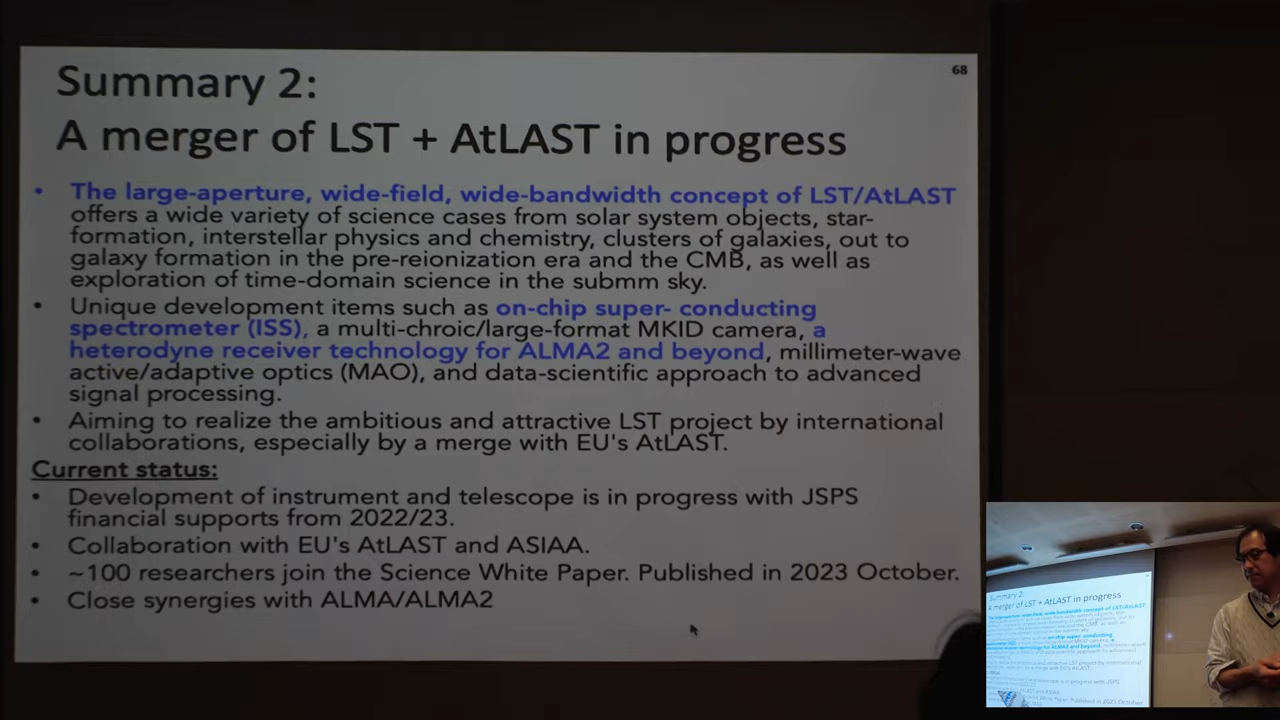 68
Summary 2:
A merger of LST + AtLAST in progress
• The large-aperture, wide-field, wide-bandwidth concept of LST/AtLAST
offers a wide variety of science cases from solar system objects, star-
formation, interstellar physics and chemistry, clusters of galaxies, out to
galaxy formation in the pre-reionization era and the CMB, as well as
exploration of time-domain science in the submm sky.
• Unique development items such as on-chip super- conducting
spectrometer (ISS), a multi-chroic/large-format MKID camera, a
heterodyne receiver technology for ALMA2 and beyond, millimeter-wave
active/adaptive optics (MAO), and data-scientific approach to advanced
signal processing.
• Aiming to realize the ambitious and attractive LST project by international
collaborations, especially by a merge with EU's AtLAST.
Current status:
• Development of instrument and telescope is in progress with JSPS
financial supports from 2022/23.
• Collaboration with EU's AtLAST and ASIAA.
• ~100 researchers join the Science White Paper. Published in 2023 October.
• Close synergies with ALMA/ALMA2
Summary 2:
A merger of LST + AtLAST in progress